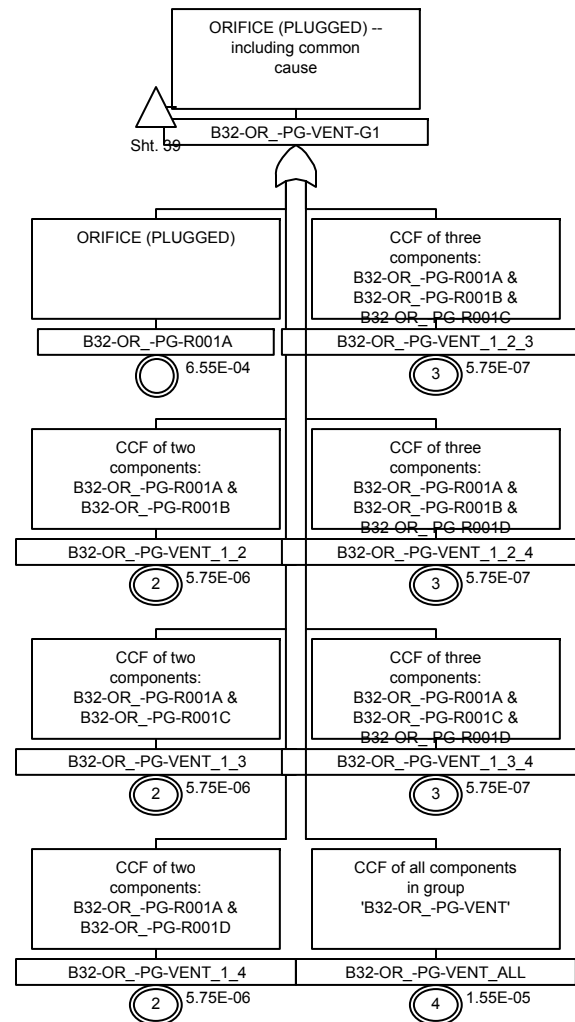 ORIFICE (PLUGGED) --
including common
cause
B32-OR_-PG-VENT-G1
Sht. 39
ORIFICE (PLUGGED)
B32-OR_-PG-R001A
6.55E-04
CCF of three
components:
B32-OR_-PG-R001A &
B32-OR_-PG-R001B &
B32-OR_-PG-R001C
B32-OR_-PG-VENT_1_2_3
3
5.75E-07
CCF of two
components:
B32-OR_-PG-R001A &
B32-OR_-PG-R001B
B32-OR_-PG-VENT_1_2
2
5.75E-06
CCF of three
components:
B32-OR_-PG-R001A &
B32-OR_-PG-R001B &
B32-OR_-PG-R001D
B32-OR_-PG-VENT_1_2_4
3
5.75E-07
CCF of two
components:
B32-OR_-PG-R001A &
B32-OR_-PG-R001C
B32-OR_-PG-VENT_1_3
2
5.75E-06
CCF of three
components:
B32-OR_-PG-R001A &
B32-OR_-PG-R001C &
B32-OR_-PG-R001D
B32-OR_-PG-VENT_1_3_4
3
5.75E-07
CCF of two
components:
B32-OR_-PG-R001A &
B32-OR_-PG-R001D
B32-OR_-PG-VENT_1_4
2
5.75E-06
CCF of all components
in group
'B32-OR_-PG-VENT'
B32-OR_-PG-VENT_ALL
4
1.55E-05